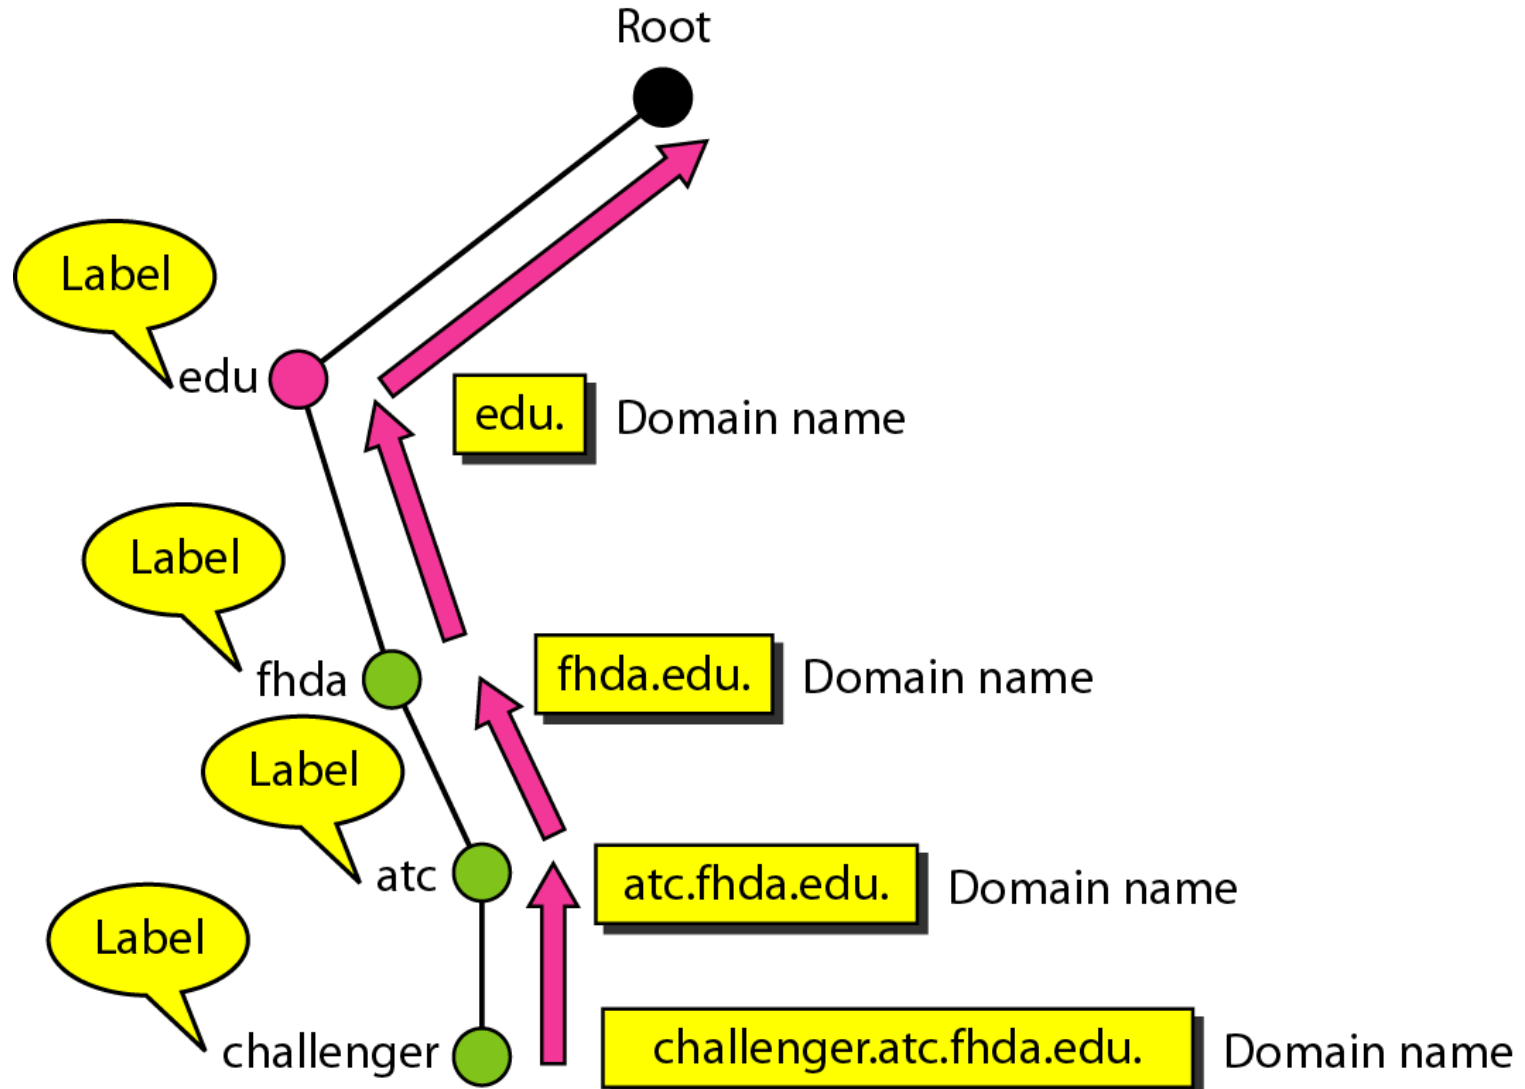 Root
Label
edu
edu.
Domain name
Label
fhda
fhda.edu.
Domain name
Label
atc
atc.fhda.edu.
Domain name
Label
challenger
challenger.atc.fhda.edu.
Domain name